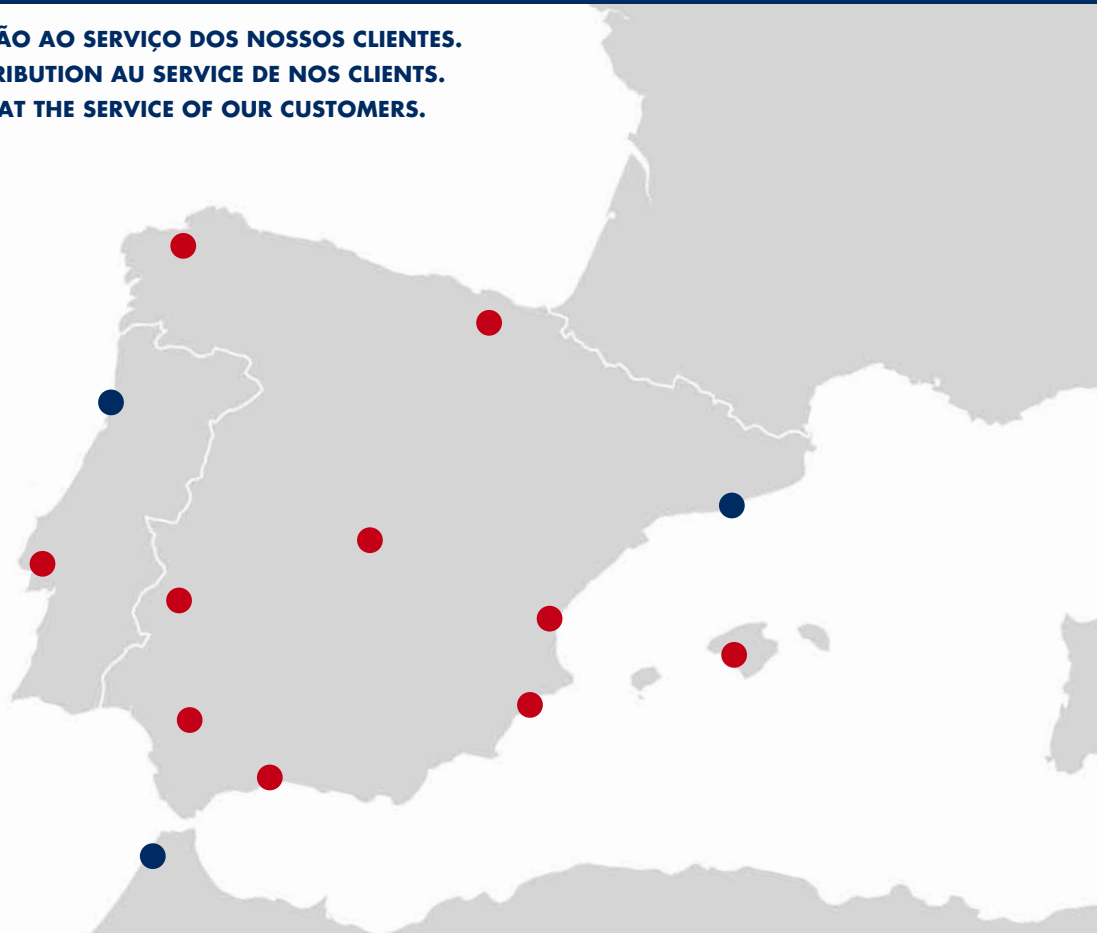 ÃO AO SERVIÇO DOS NOSSOS CLIENTES.
RIBUTION AU SERVICE DE NOS CLIENTS.
AT THE SERVICE OF OUR CUSTOMERS.